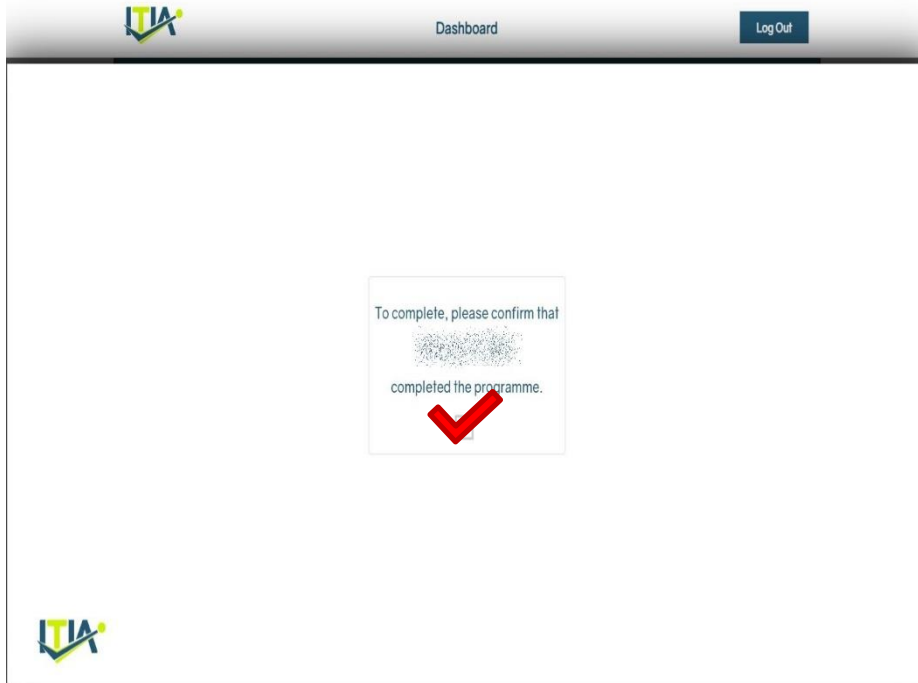 ITIA
Dashboard
Log Out
To complete, please confirm that
completed the programme.
ITIA